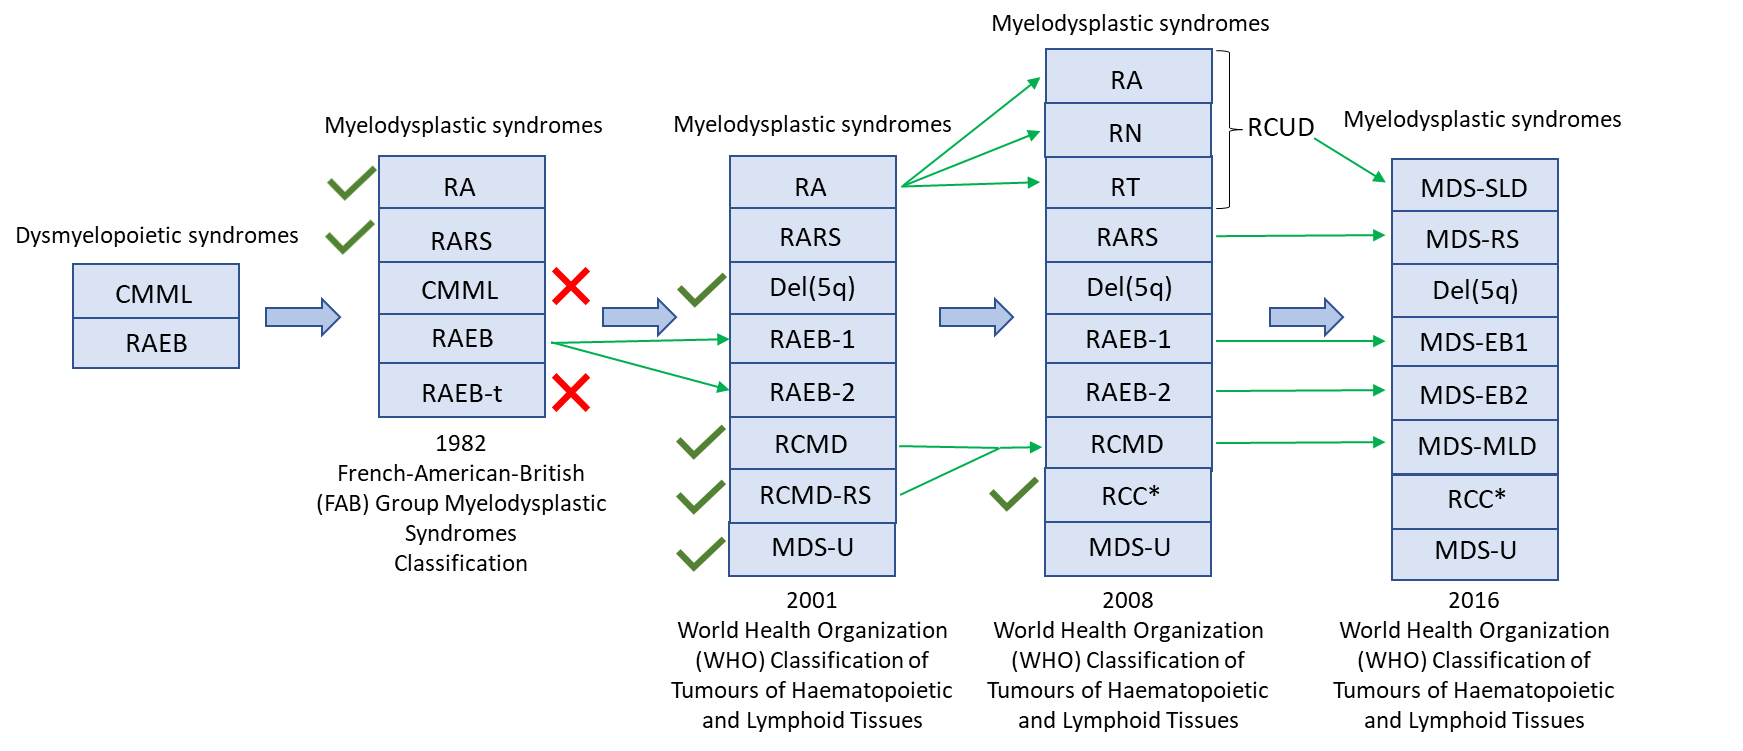 Dysmyelopoietic syndromes
CMML
RAEB
Myelodysplastic syndromes
RA
RARS
CMML
RAEB
RAEB-t
1982
French-American-British
(FAB) Group Myelodysplastic
Syndromes
Classification
Myelodysplastic syndromes
RA
RARS
Del(5q)
RAEB-1
RAEB-2
RCMD
RCMD-RS
MDS-U
2001
World Health Organization
(WHO) Classification of
Tumours of Haematopoietic
and Lymphoid Tissues
Myelodysplastic syndromes
RA
RN
RT
RCUD
RARS
Del(5q)
RAEB-1
RAEB-2
RCMD
RCC*
MDS-U
2008
World Health Organization
(WHO) Classification of
Tumours of Haematopoietic
and Lymphoid Tissues
Myelodysplastic syndromes
MDS-SLD
MDS-RS
Del(5q)
MDS-EB1
MDS-EB2
MDS-MLD
RCC*
MDS-U
2016
World Health Organization
(WHO) Classification of
Tumours of Haematopoietic
and Lymphoid Tissues